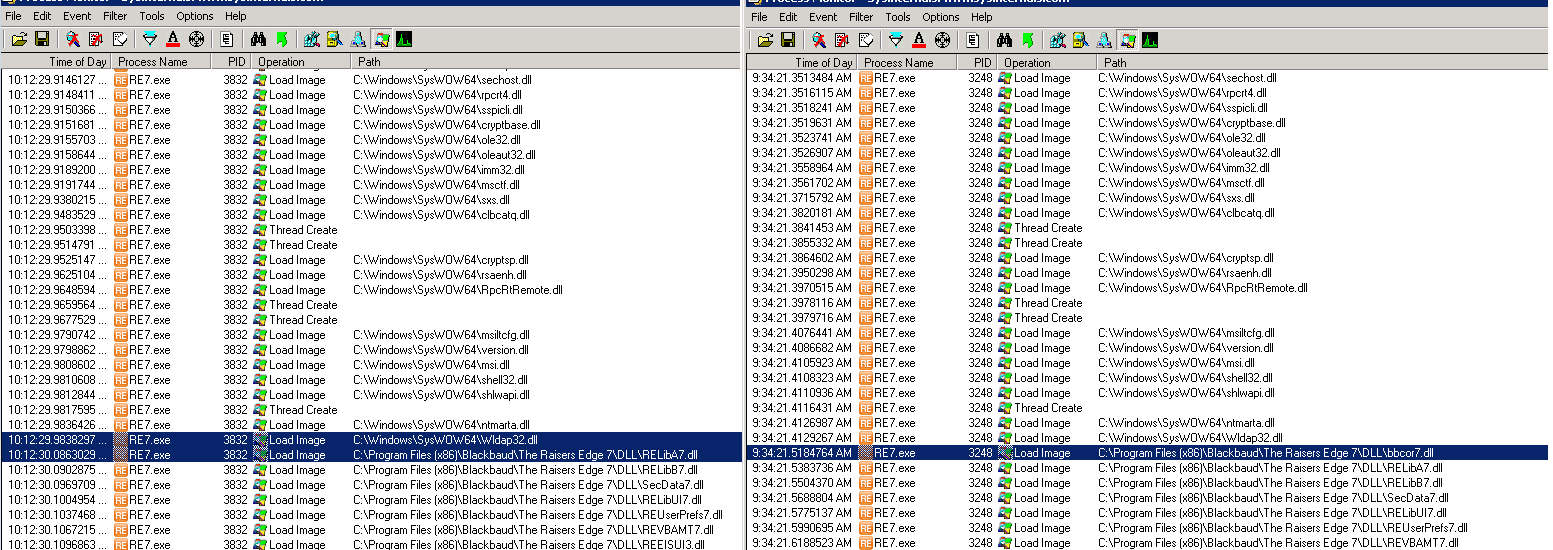 File Edit Event Filter Tools Options Help
Time of Day Process Name PID Operation Path
10:12:29.9146127 ... RE7.exe 3832 Load Image C:\Windows\SysWOW64\sechost.dll
10:12:29.9148411 ... RE7.exe 3832 Load Image C:\Windows\SysWOW64\rpcrt4.dll
10:12:29.9150366 ... RE7.exe 3832 Load Image C:\Windows\SysWOW64\sspicli.dll
10:12:29.9151681 ... RE7.exe 3832 Load Image C:\Windows\SysWOW64\cryptbase.dll
10:12:29.9155703 ... RE7.exe 3832 Load Image C:\Windows\SysWOW64\ole32.dll
10:12:29.9158644 ... RE7.exe 3832 Load Image C:\Windows\SysWOW64\oleaut32.dll
10:12:29.9189200 ... RE7.exe 3832 Load Image C:\Windows\SysWOW64\imm32.dll
10:12:29.9191744 ... RE7.exe 3832 Load Image C:\Windows\SysWOW64\msctf.dll
10:12:29.9380215 ... RE7.exe 3832 Load Image C:\Windows\SysWOW64\sxs.dll
10:12:29.9483529 ... RE7.exe 3832 Load Image C:\Windows\SysWOW64\clbcatq.dll
10:12:29.9503398 ... RE7.exe 3832 Thread Create
10:12:29.9514791 ... RE7.exe 3832 Thread Create
10:12:29.9525147 ... RE7.exe 3832 Load Image C:\Windows\SysWOW64\cryptsp.dll
10:12:29.9625104 ... RE7.exe 3832 Load Image C:\Windows\SysWOW64\rsaenh.dll
10:12:29.9648594 ... RE7.exe 3832 Load Image C:\Windows\SysWOW64\RpcRtRemote.dll
10:12:29.9659564 ... RE7.exe 3832 Thread Create
10:12:29.9677529 ... RE7.exe 3832 Thread Create
10:12:29.9790742 ... RE7.exe 3832 Load Image C:\Windows\SysWOW64\msiltcfg.dll
10:12:29.9798862 ... RE7.exe 3832 Load Image C:\Windows\SysWOW64\version.dll
10:12:29.9808602 ... RE7.exe 3832 Load Image C:\Windows\SysWOW64\msi.dll
10:12:29.9810608 ... RE7.exe 3832 Load Image C:\Windows\SysWOW64\shell32.dll
10:12:29.9812844 ... RE7.exe 3832 Load Image C:\Windows\SysWOW64\shlwapi.dll
10:12:29.9817595 ... RE7.exe 3832 Thread Create
10:12:29.9836426 ... RE7.exe 3832 Load Image C:\Windows\SysWOW64\ntmarta.dll
10:12:29.9838297 ... RE7.exe 3832 Load Image C:\Windows\SysWOW64\Wldap32.dll
10:12:30.0863029 ... RE7.exe 3832 Load Image C:\Program Files (x86)\Blackbaud\The Raisers Edge 7\DLL\RELibA7.dll
10:12:30.0902875 ... RE7.exe 3832 Load Image C:\Program Files (x86)\Blackbaud\The Raisers Edge 7\DLL\RELibB7.dll
10:12:30.0969709 ... RE7.exe 3832 Load Image C:\Program Files (x86)\Blackbaud\The Raisers Edge 7\DLL\SecData7.dll
10:12:30.1004954 ... RE7.exe 3832 Load Image C:\Program Files (x86)\Blackbaud\The Raisers Edge 7\DLL\RELibUI7.dll
10:12:30.1037468 ... RE7.exe 3832 Load Image C:\Program Files (x86)\Blackbaud\The Raisers Edge 7\DLL\REUserPrefs7.dll
10:12:30.1067215 ... RE7.exe 3832 Load Image C:\Program Files (x86)\Blackbaud\The Raisers Edge 7\DLL\REVBAMT7.dll
10:12:30.1096863 ... RE7.exe 3832 Load Image C:\Program Files (x86)\Blackbaud\The Raisers Edge 7\DLL\REEISUI3.dll
File Edit Event Filter Tools Options Help
Time of Day Process Name PID Operation Path
9:34:21.3513484 AM RE7.exe 3248 Load Image C:\Windows\SysWOW64\sechost.dll
9:34:21.3516115 AM RE7.exe 3248 Load Image C:\Windows\SysWOW64\rpcrt4.dll
9:34:21.3518241 AM RE7.exe 3248 Load Image C:\Windows\SysWOW64\sspicli.dll
9:34:21.3519631 AM RE7.exe 3248 Load Image C:\Windows\SysWOW64\cryptbase.dll
9:34:21.3523741 AM RE7.exe 3248 Load Image C:\Windows\SysWOW64\ole32.dll
9:34:21.3526907 AM RE7.exe 3248 Load Image C:\Windows\SysWOW64\oleaut32.dll
9:34:21.3558964 AM RE7.exe 3248 Load Image C:\Windows\SysWOW64\imm32.dll
9:34:21.3561702 AM RE7.exe 3248 Load Image C:\Windows\SysWOW64\msctf.dll
9:34:21.3715792 AM RE7.exe 3248 Load Image C:\Windows\SysWOW64\sxs.dll
9:34:21.3820181 AM RE7.exe 3248 Load Image C:\Windows\SysWOW64\clbcatq.dll
9:34:21.3841453 AM RE7.exe 3248 Thread Create
9:34:21.3855332 AM RE7.exe 3248 Thread Create
9:34:21.3864602 AM RE7.exe 3248 Load Image C:\Windows\SysWOW64\cryptsp.dll
9:34:21.3950298 AM RE7.exe 3248 Load Image C:\Windows\SysWOW64\rsaenh.dll
9:34:21.3970515 AM RE7.exe 3248 Load Image C:\Windows\SysWOW64\RpcRtRemote.dll
9:34:21.3978116 AM RE7.exe 3248 Thread Create
9:34:21.3979716 AM RE7.exe 3248 Thread Create
9:34:21.4076441 AM RE7.exe 3248 Load Image C:\Windows\SysWOW64\msiltcfg.dll
9:34:21.4086682 AM RE7.exe 3248 Load Image C:\Windows\SysWOW64\version.dll
9:34:21.4105923 AM RE7.exe 3248 Load Image C:\Windows\SysWOW64\msi.dll
9:34:21.4108323 AM RE7.exe 3248 Load Image C:\Windows\SysWOW64\shell32.dll
9:34:21.4110936 AM RE7.exe 3248 Load Image C:\Windows\SysWOW64\shlwapi.dll
9:34:21.4116431 AM RE7.exe 3248 Thread Create
9:34:21.4126987 AM RE7.exe 3248 Load Image C:\Windows\SysWOW64\ntmarta.dll
9:34:21.4129267 AM RE7.exe 3248 Load Image C:\Windows\SysWOW64\Wldap32.dll
9:34:21.5184764 AM RE7.exe 3248 Load Image C:\Program Files (x86)\Blackbaud\The Raisers Edge 7\DLL\bbcor7.dll
9:34:21.5383736 AM RE7.exe 3248 Load Image C:\Program Files (x86)\Blackbaud\The Raisers Edge 7\DLL\RELibA7.dll
9:34:21.5504370 AM RE7.exe 3248 Load Image C:\Program Files (x86)\Blackbaud\The Raisers Edge 7\DLL\RELibB7.dll
9:34:21.5688804 AM RE7.exe 3248 Load Image C:\Program Files (x86)\Blackbaud\The Raisers Edge 7\DLL\SecData7.dll
9:34:21.5775137 AM RE7.exe 3248 Load Image C:\Program Files (x86)\Blackbaud\The Raisers Edge 7\DLL\RELibUI7.dll
9:34:21.5990695 AM RE7.exe 3248 Load Image C:\Program Files (x86)\Blackbaud\The Raisers Edge 7\DLL\REUserPrefs7.dll
9:34:21.6188523 AM RE7.exe 3248 Load Image C:\Program Files (x86)\Blackbaud\The Raisers Edge 7\DLL\REVBAMT7.dll